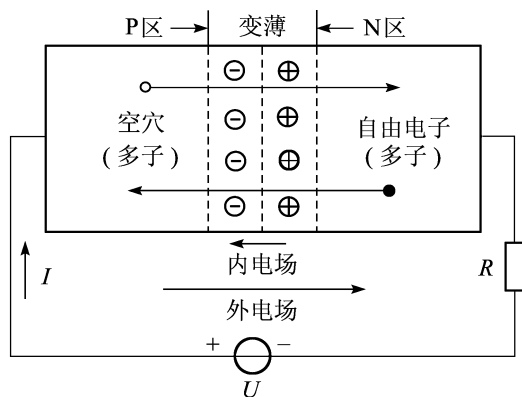 P区 变薄 N区
− +
空穴
(多子)
− +
自由电子
(多子)
− +
− +
内电场
I
外电场
R
+ −
U